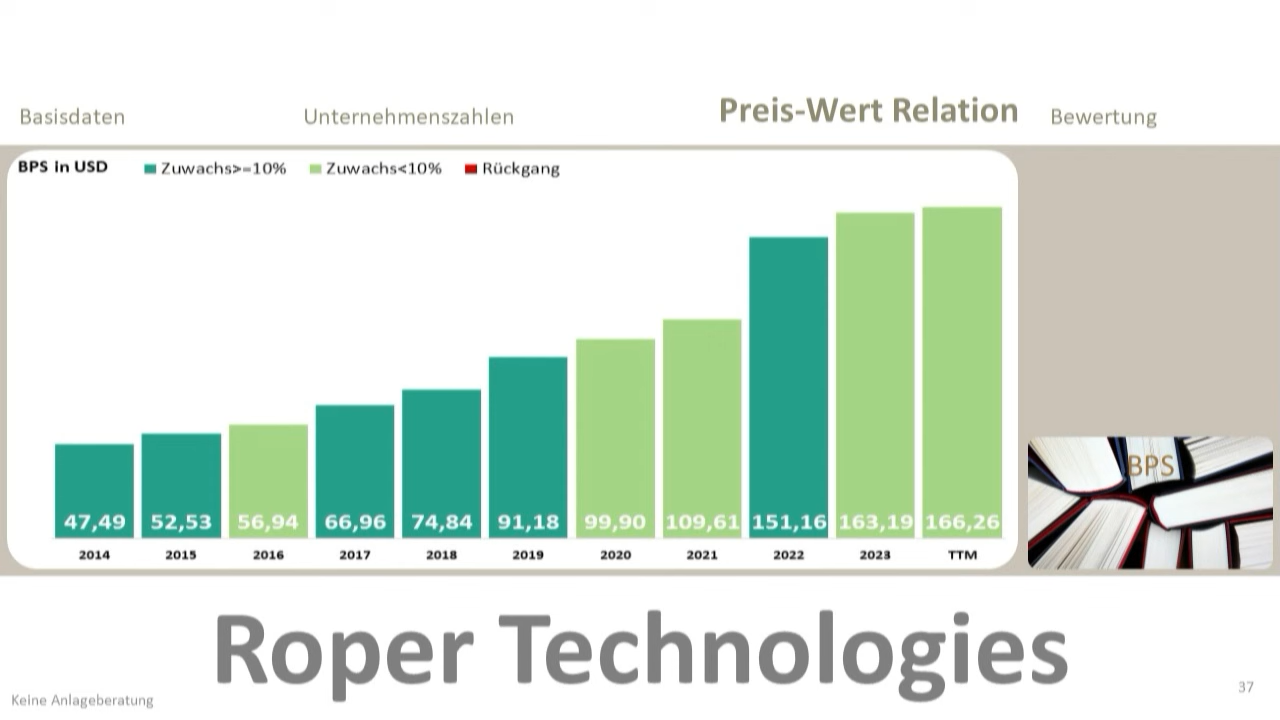 Basisdaten Unternehmenszahlen Preis-Wert Relation Bewertung
BPS in USD Zuwachs>=10% Zuwachs<10% Rückgang
BPS
47,49 52,53 56,94 66,96 74,84 91,18 99,90 109,61 151,16 163,19 166,26
2014 2015 2016 2017 2018 2019 2020 2021 2022 2023 TTM
Roper Technologies
Keine Anlageberatung 37